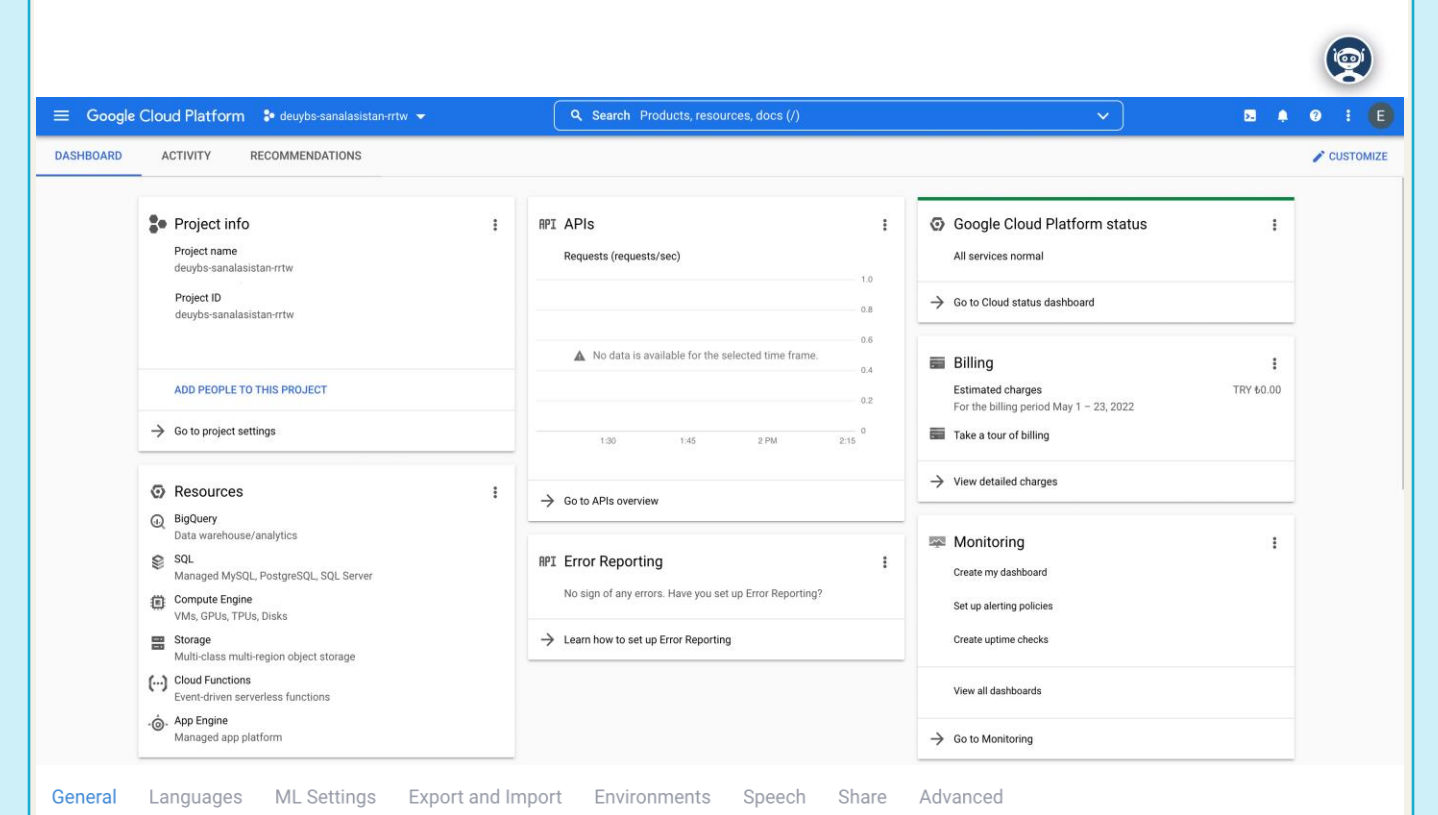 Google Cloud Platform deuybs-sanalasistan-rrtw Search Products, resources, docs (/) E
DASHBOARD ACTIVITY RECOMMENDATIONS CUSTOMIZE
Project info
Project name
deuybs-sanalasistan-rrtw
Project ID
deuybs-sanalasistan-rrtw
ADD PEOPLE TO THIS PROJECT
Go to project settings
Resources
BigQuery
Data warehouse/analytics
SQL
Managed MySQL, PostgreSQL, SQL Server
Compute Engine
VMs, GPUs, TPUs, Disks
Storage
Multi-class multi-region object storage
Cloud Functions
Event-driven serverless functions
App Engine
Managed app platform
API APIs
Requests (requests/sec)
1.0
0.8
0.6
No data is available for the selected time frame.
0.4
0.2
0
1:30 1:45 2 PM 2:15
Go to APIs overview
API Error Reporting
No sign of any errors. Have you set up Error Reporting?
Learn how to set up Error Reporting
Google Cloud Platform status
All services normal
Go to Cloud status dashboard
Billing
Estimated charges TRY ₺0.00
For the billing period May 1 – 23, 2022
Take a tour of billing
View detailed charges
Monitoring
Create my dashboard
Set up alerting policies
Create uptime checks
View all dashboards
Go to Monitoring
General Languages ML Settings Export and Import Environments Speech Share Advanced